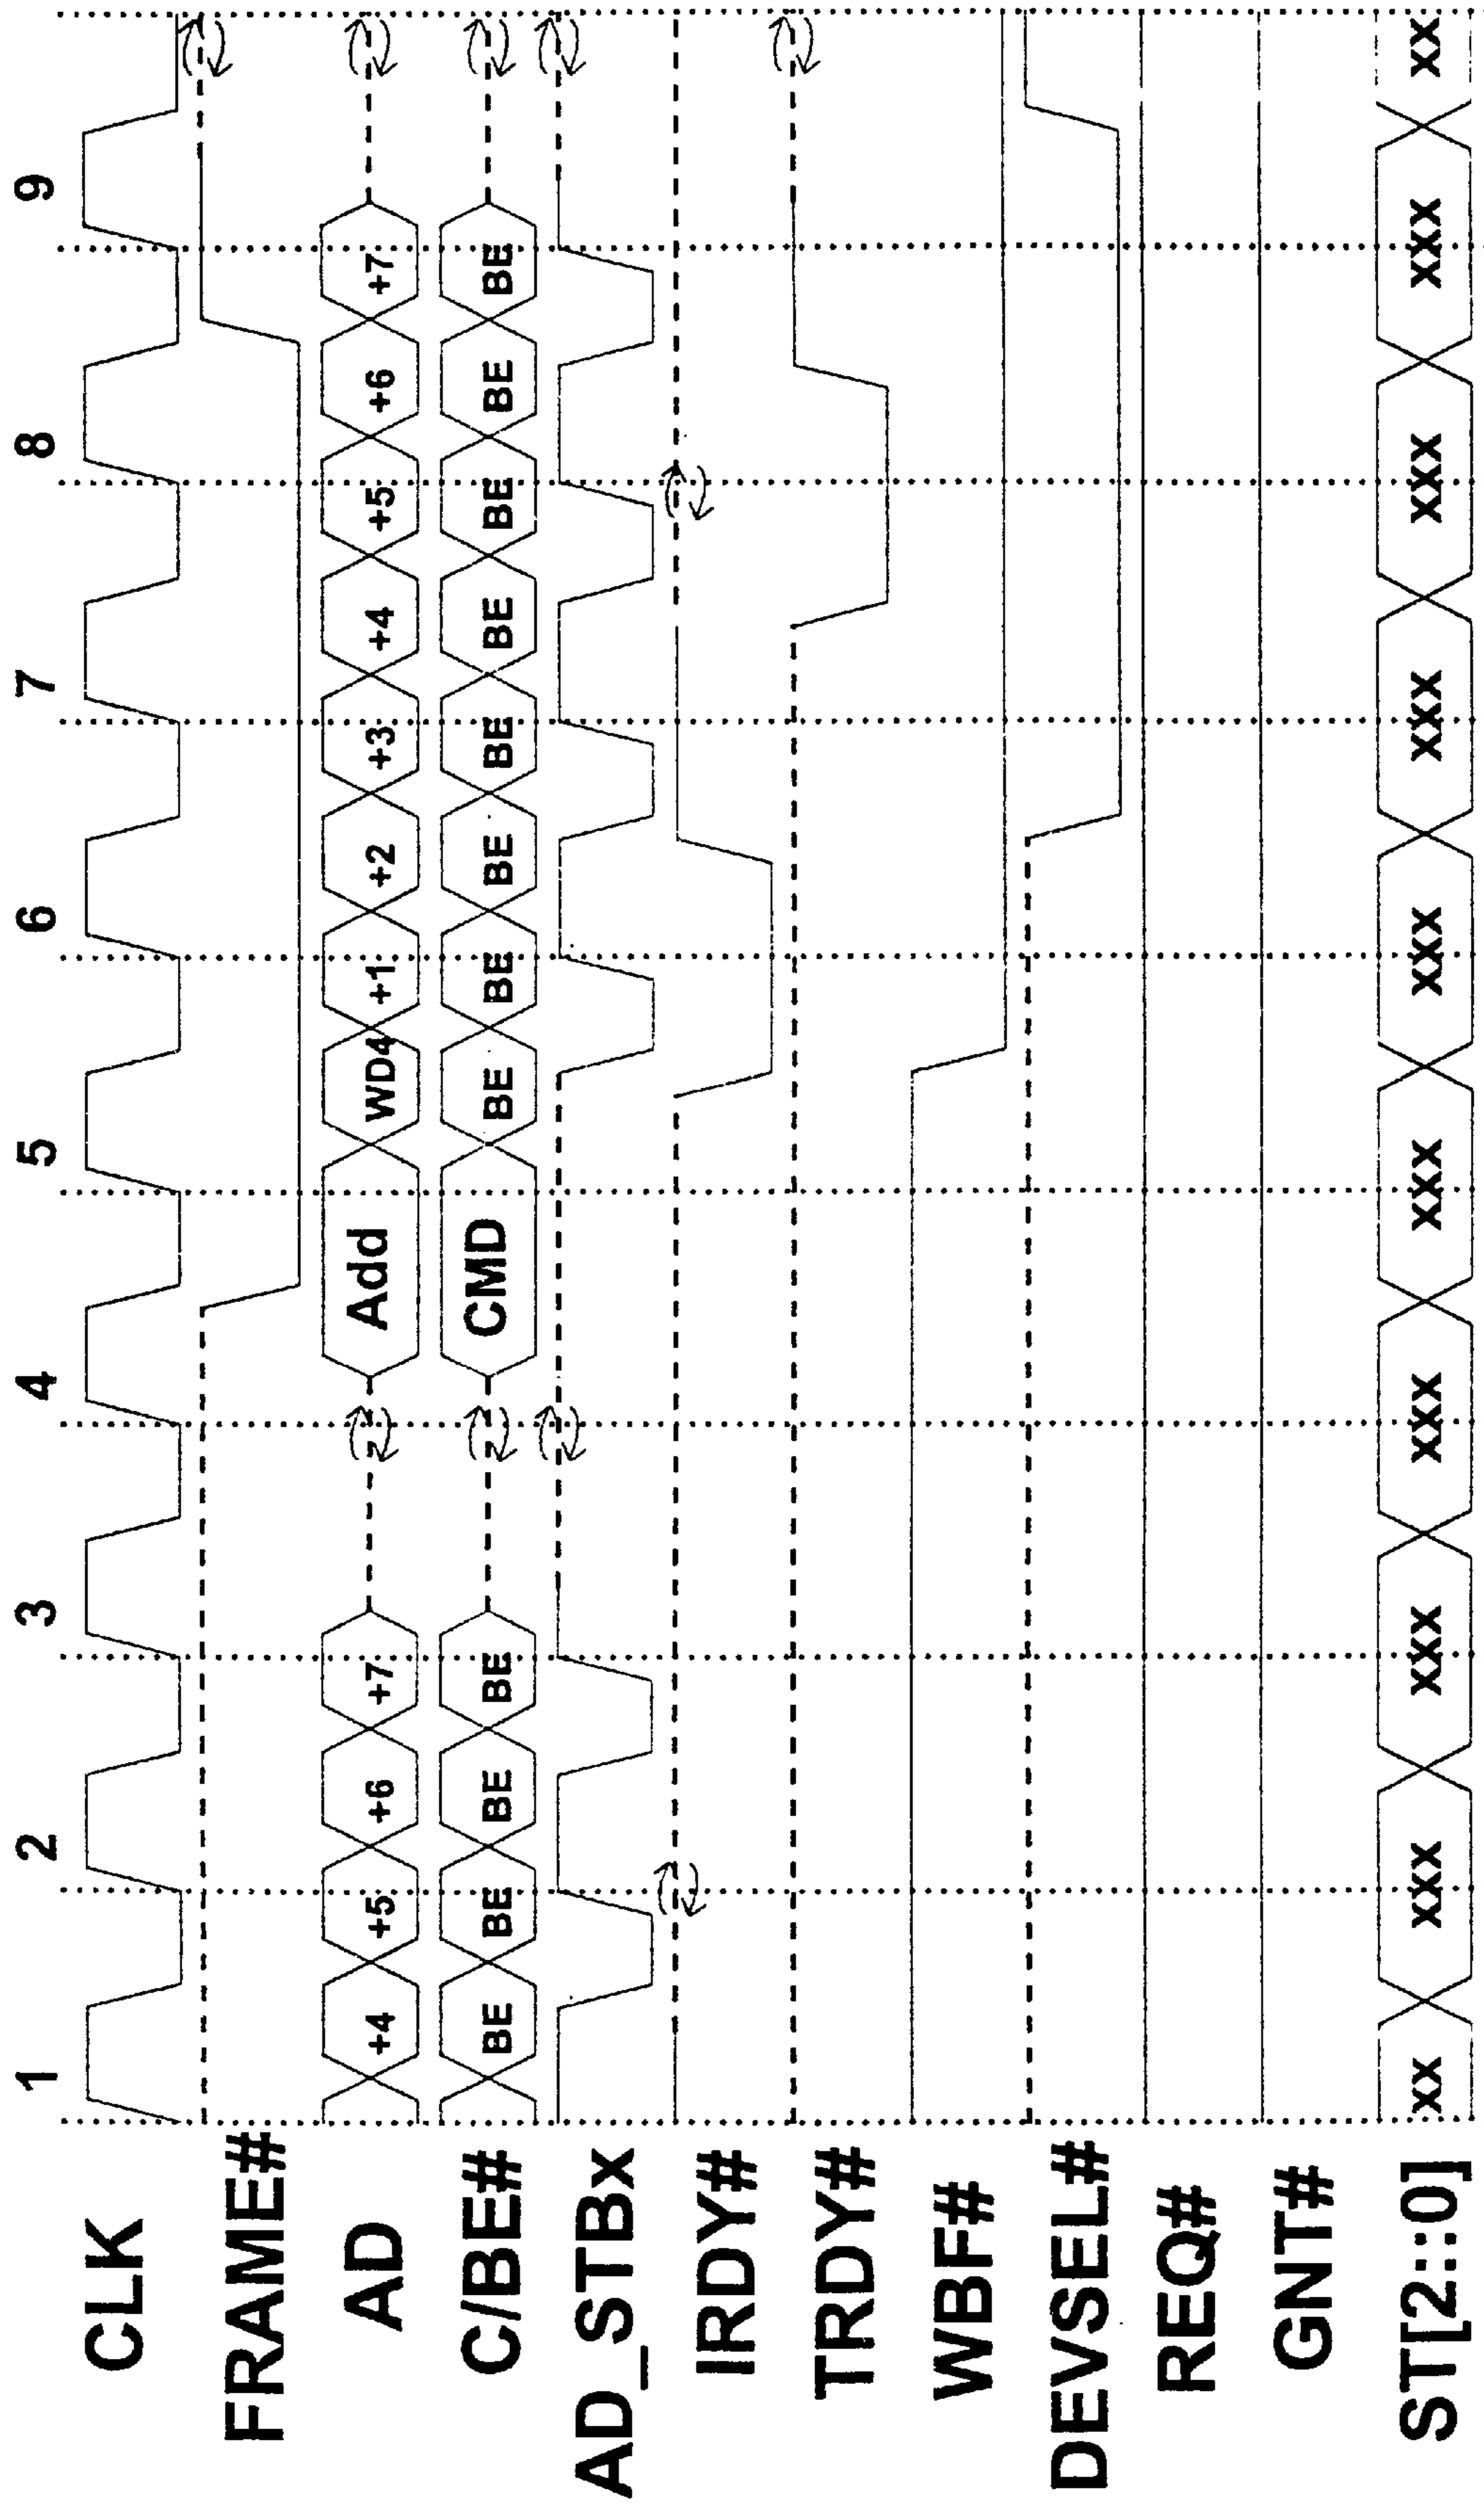 1 2 3 4 5 6 7 8 9
CLK
FRAME#
AD +4 +5 +6 +7 Add WD4 +1 +2 +3 +4 +5 +6 +7
C/BE# BE BE BE BE CMD BE BE BE BE BE BE BE BE
AD_STBx
IRDY#
TRDY#
WBF#
DEVSEL#
REQ#
GNT#
ST[2::0] xx xxx xxx xxx xxx xxx xxx xxx xxx xx